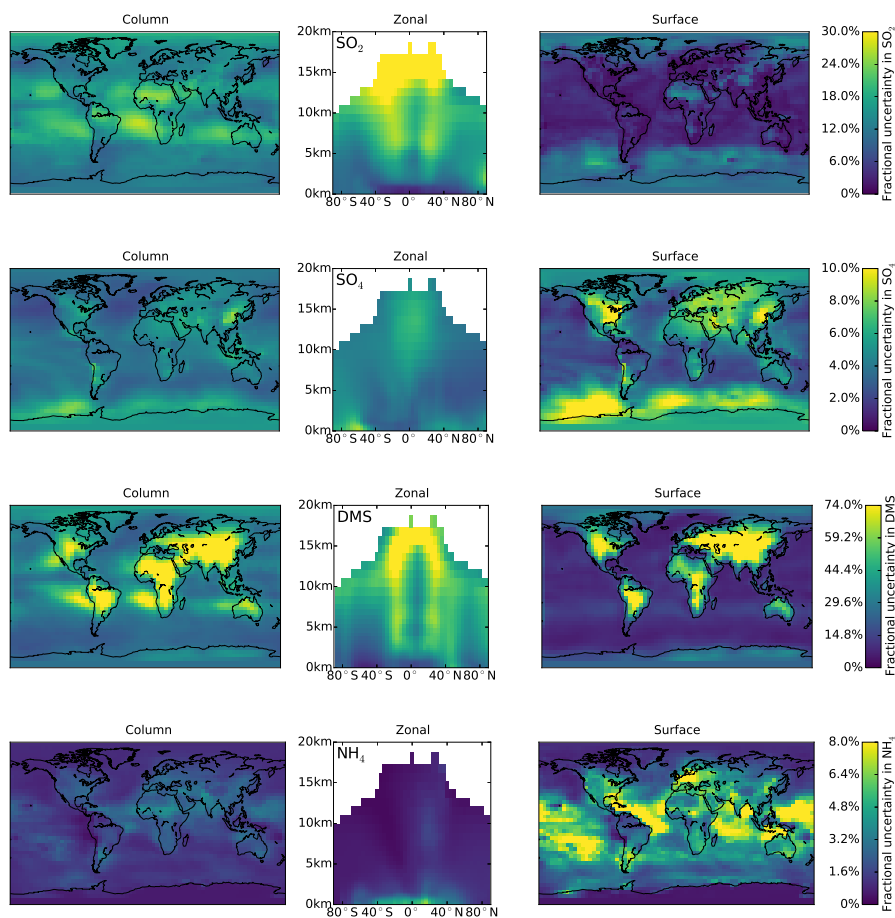 Column Zonal Surface
20km SO₂ 30.0%
15km 24.0%
10km 18.0%
5km 12.0%
0km 6.0%
80°S 40°S 0° 40°N 80°N 0%
Fractional uncertainty in SO₂
Column Zonal Surface
20km SO₄ 10.0%
15km 8.0%
10km 6.0%
5km 4.0%
0km 2.0%
80°S 40°S 0° 40°N 80°N 0%
Fractional uncertainty in SO₄
Column Zonal Surface
20km DMS 74.0%
15km 59.2%
10km 44.4%
5km 29.6%
0km 14.8%
80°S 40°S 0° 40°N 80°N 0%
Fractional uncertainty in DMS
Column Zonal Surface
20km NH₄ 8.0%
15km 6.4%
10km 4.8%
5km 3.2%
0km 1.6%
80°S 40°S 0° 40°N 80°N 0%
Fractional uncertainty in NH₄